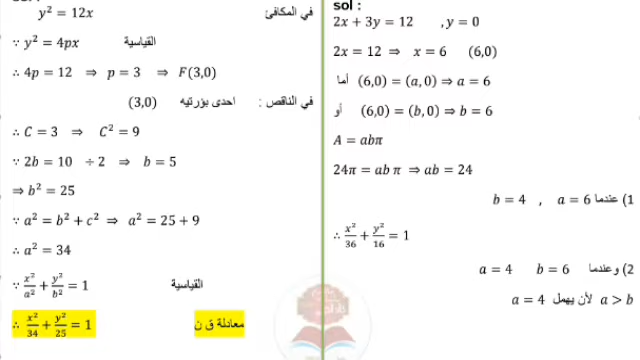 y² = 12x في المكافئ
∵ y² = 4px القياسية
∴ 4p = 12 ⇒ p = 3 ⇒ F(3,0)
في الناقص : احدى بؤرتيه (3,0)
∴ C = 3 ⇒ C² = 9
∵ 2b = 10 ÷ 2 ⇒ b = 5
⇒ b² = 25
∵ a² = b² + c² ⇒ a² = 25 + 9
∴ a² = 34
∵ x²/a² + y²/b² = 1 القياسية
∴ x²/34 + y²/25 = 1 معادلة ق ن
sol :
2x + 3y = 12 , y = 0
2x = 12 ⇒ x = 6 (6,0)
أما (6,0) = (a, 0) ⇒ a = 6
أو (6,0) = (b, 0) ⇒ b = 6
A = abπ
24π = ab π ⇒ ab = 24
1) عندما b = 4 , a = 6
∴ x²/36 + y²/16 = 1
2) وعندما a = 4 b = 6
a = 4 يهمل لأن a > b